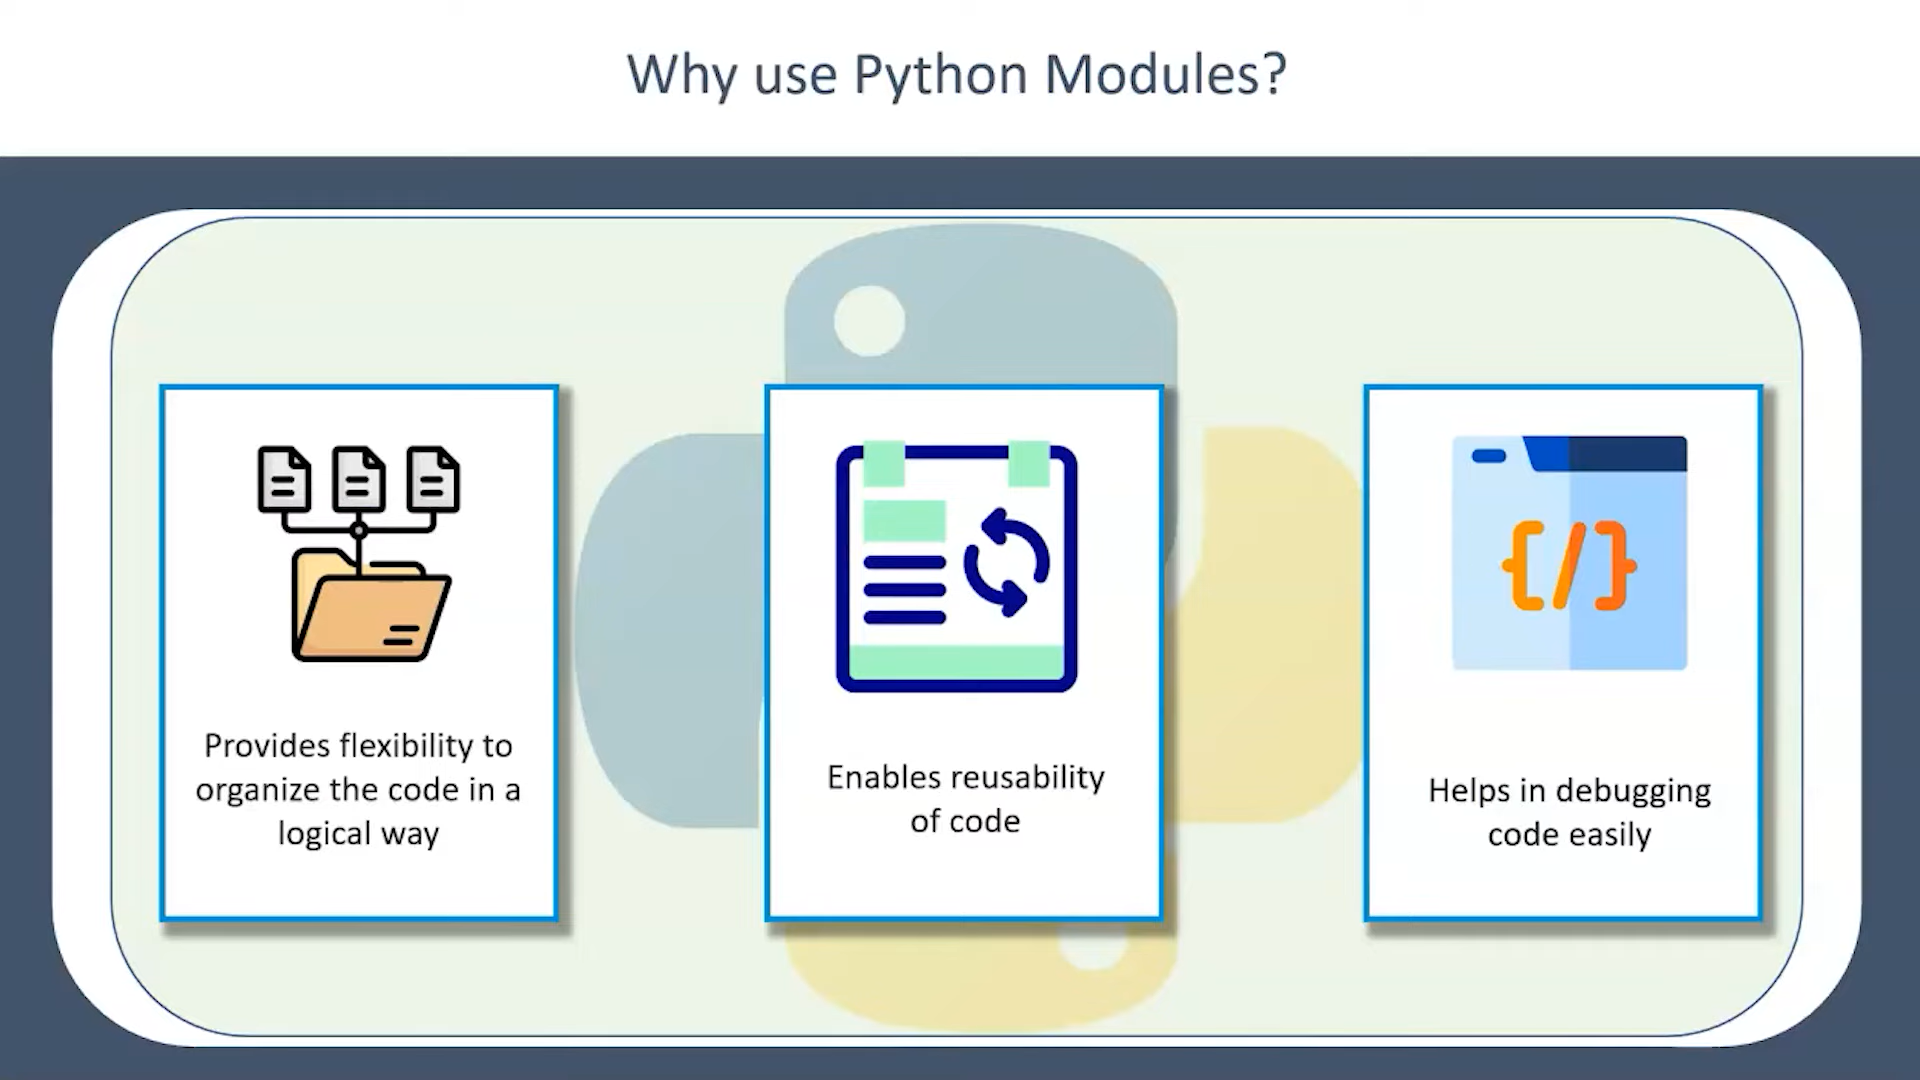 Why use Python Modules?
Provides flexibility to
organize the code in a
logical way
Enables reusability
of code
{/}
Helps in debugging
code easily